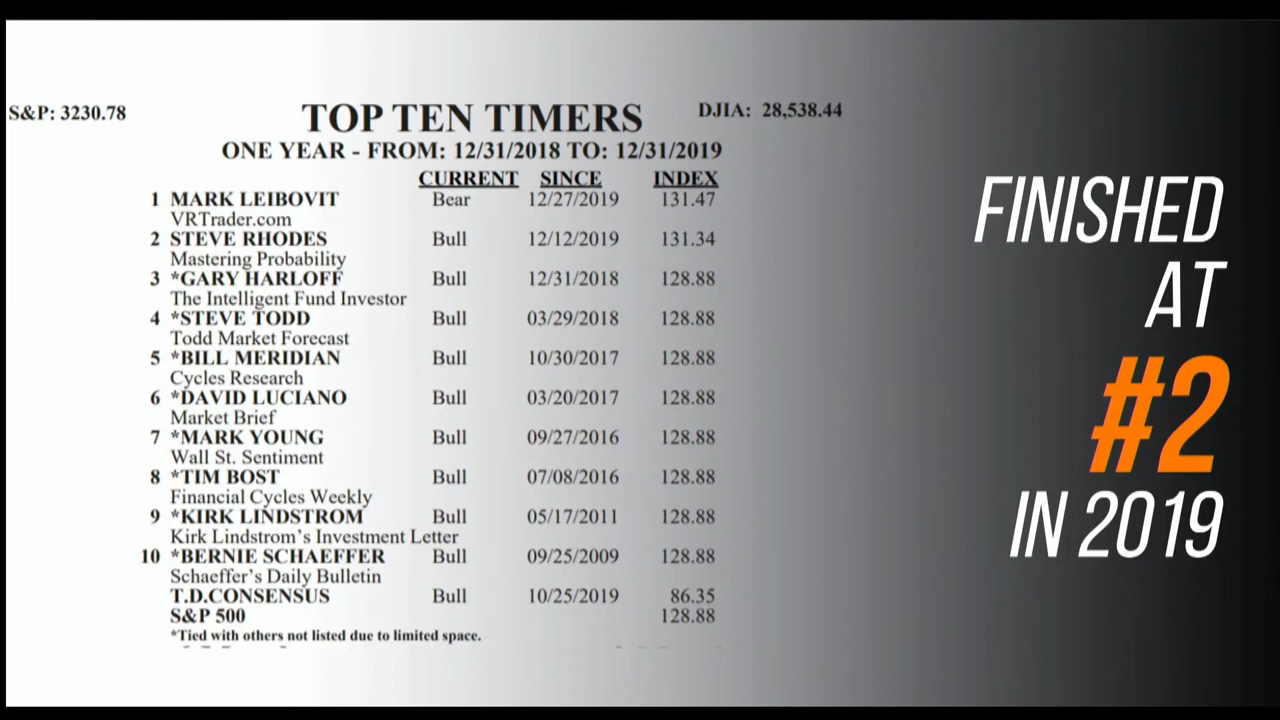 S&P: 3230.78
TOP TEN TIMERS
DJIA: 28,538.44
ONE YEAR - FROM: 12/31/2018 TO: 12/31/2019
CURRENT SINCE INDEX
1 MARK LEIBOVIT Bear 12/27/2019 131.47
VRTrader.com
2 STEVE RHODES Bull 12/12/2019 131.34
Mastering Probability
3 *GARY HARLOFF Bull 12/31/2018 128.88
The Intelligent Fund Investor
4 *STEVE TODD Bull 03/29/2018 128.88
Todd Market Forecast
5 *BILL MERIDIAN Bull 10/30/2017 128.88
Cycles Research
6 *DAVID LUCIANO Bull 03/20/2017 128.88
Market Brief
7 *MARK YOUNG Bull 09/27/2016 128.88
Wall St. Sentiment
8 *TIM BOST Bull 07/08/2016 128.88
Financial Cycles Weekly
9 *KIRK LINDSTROM Bull 05/17/2011 128.88
Kirk Lindstrom's Investment Letter
10 *BERNIE SCHAEFFER Bull 09/25/2009 128.88
Schaeffer's Daily Bulletin
T.D.CONSENSUS Bull 10/25/2019 86.35
S&P 500 128.88
*Tied with others not listed due to limited space.
FINISHED
AT
#2
IN 2019